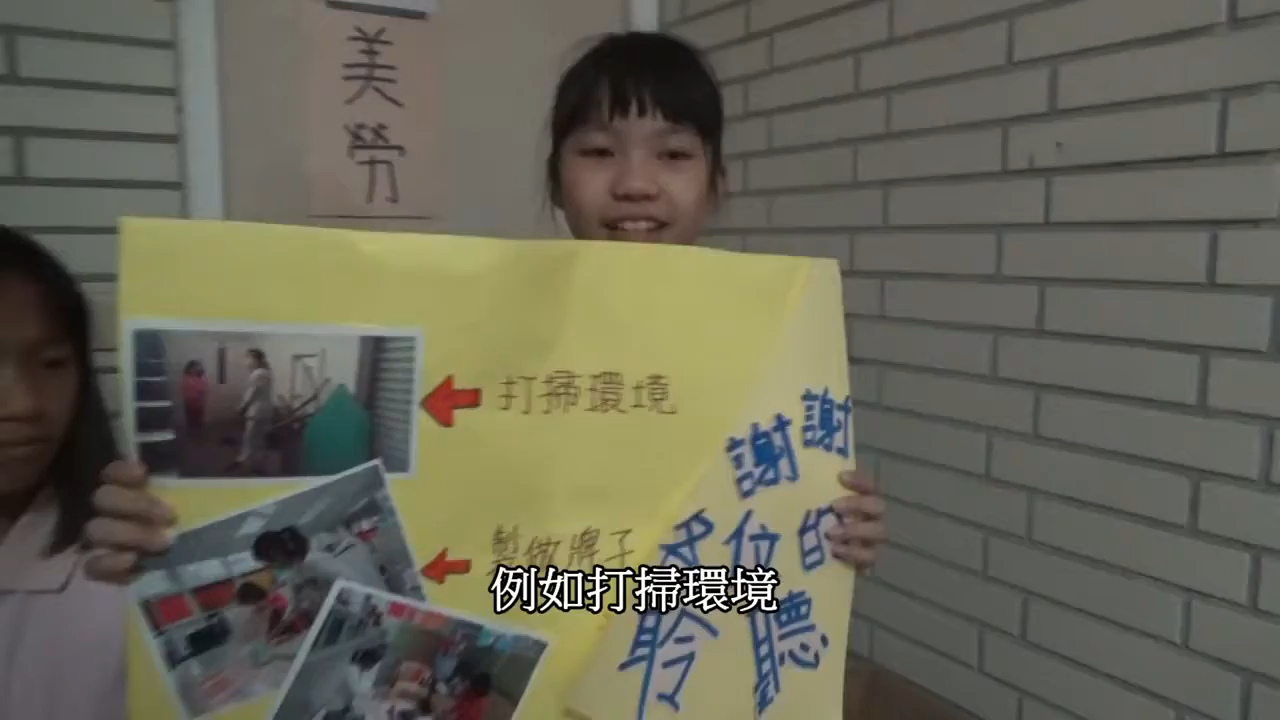 美勞
打掃環境
製做牌子
謝謝
各位的
聆聽
例如打掃環境